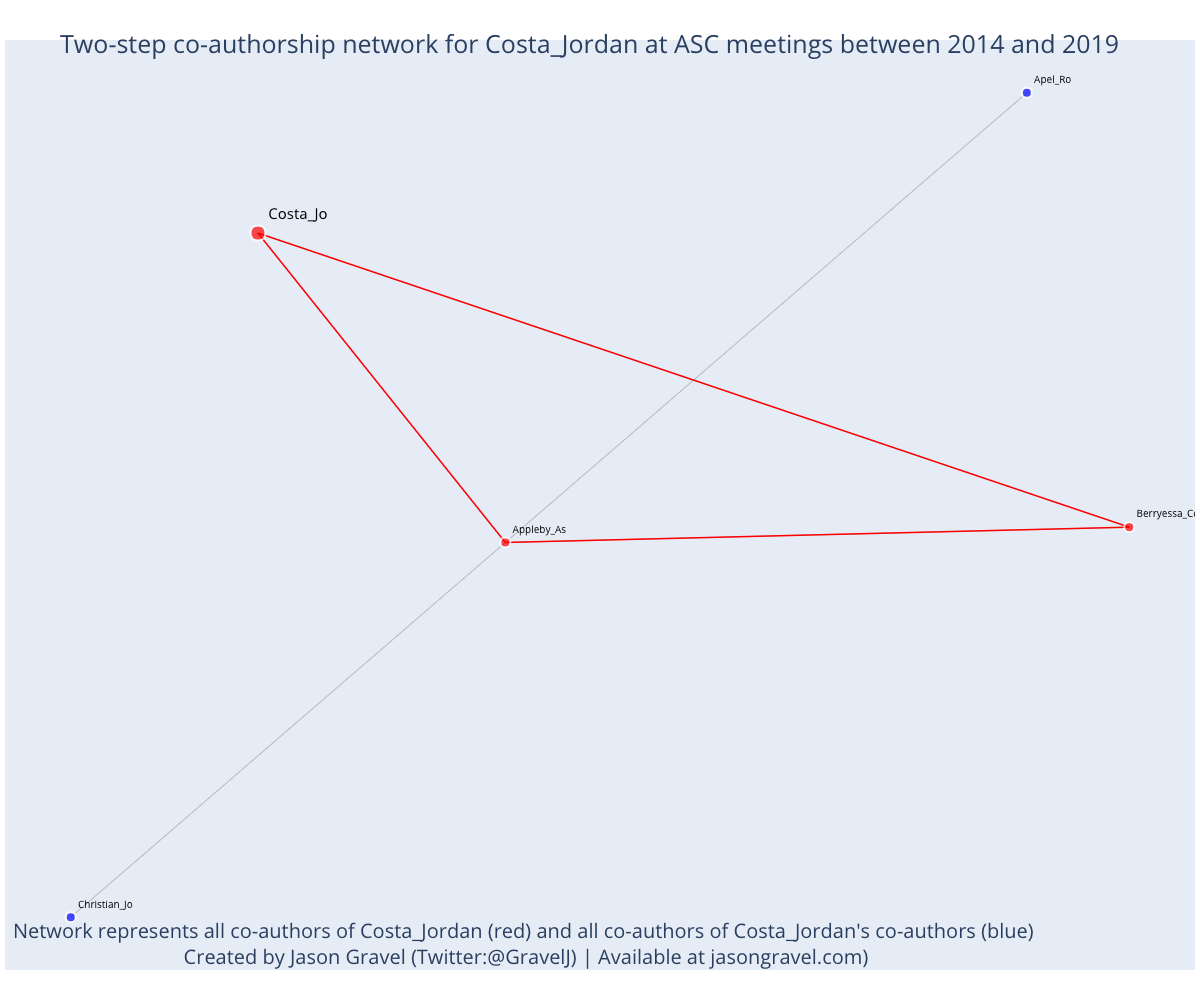 Two-step co-authorship network for Costa_Jordan at ASC meetings between 2014 and 2019
Apel_Ro
Costa_Jo
Berryessa_Co
Appleby_As
Christian_Jo
Network represents all co-authors of Costa_Jordan (red) and all co-authors of Costa_Jordan's co-authors (blue)
Created by Jason Gravel (Twitter:@GravelJ) | Available at jasongravel.com)